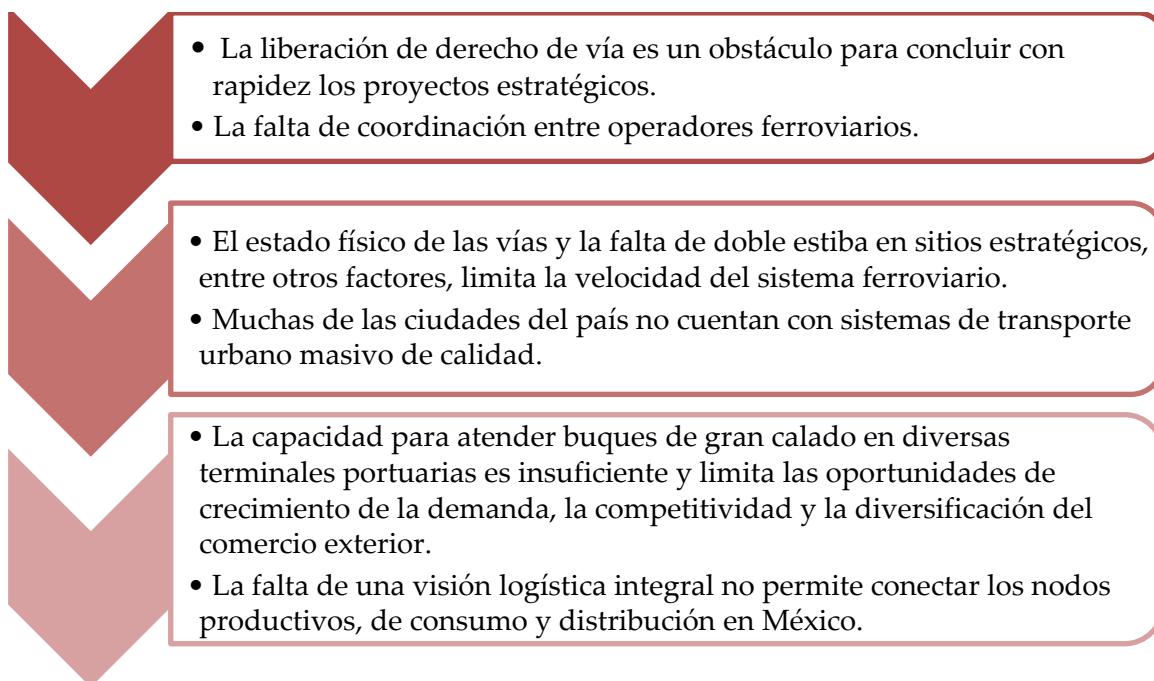 • La liberación de derecho de vía es un obstáculo para concluir con
rapidez los proyectos estratégicos.
• La falta de coordinación entre operadores ferroviarios.
• El estado físico de las vías y la falta de doble estiba en sitios estratégicos,
entre otros factores, limita la velocidad del sistema ferroviario.
• Muchas de las ciudades del país no cuentan con sistemas de transporte
urbano masivo de calidad.
• La capacidad para atender buques de gran calado en diversas
terminales portuarias es insuficiente y limita las oportunidades de
crecimiento de la demanda, la competitividad y la diversificación del
comercio exterior.
• La falta de una visión logística integral no permite conectar los nodos
productivos, de consumo y distribución en México.